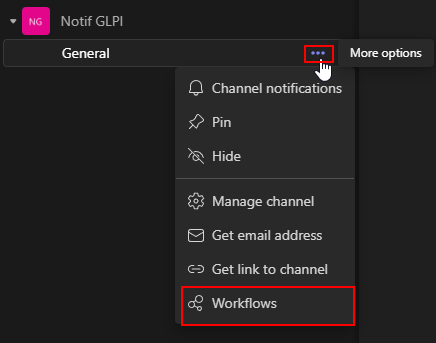 NG Notif GLPI
General ••• More options
Channel notifications
Pin
Hide
Manage channel
Get email address
Get link to channel
Workflows